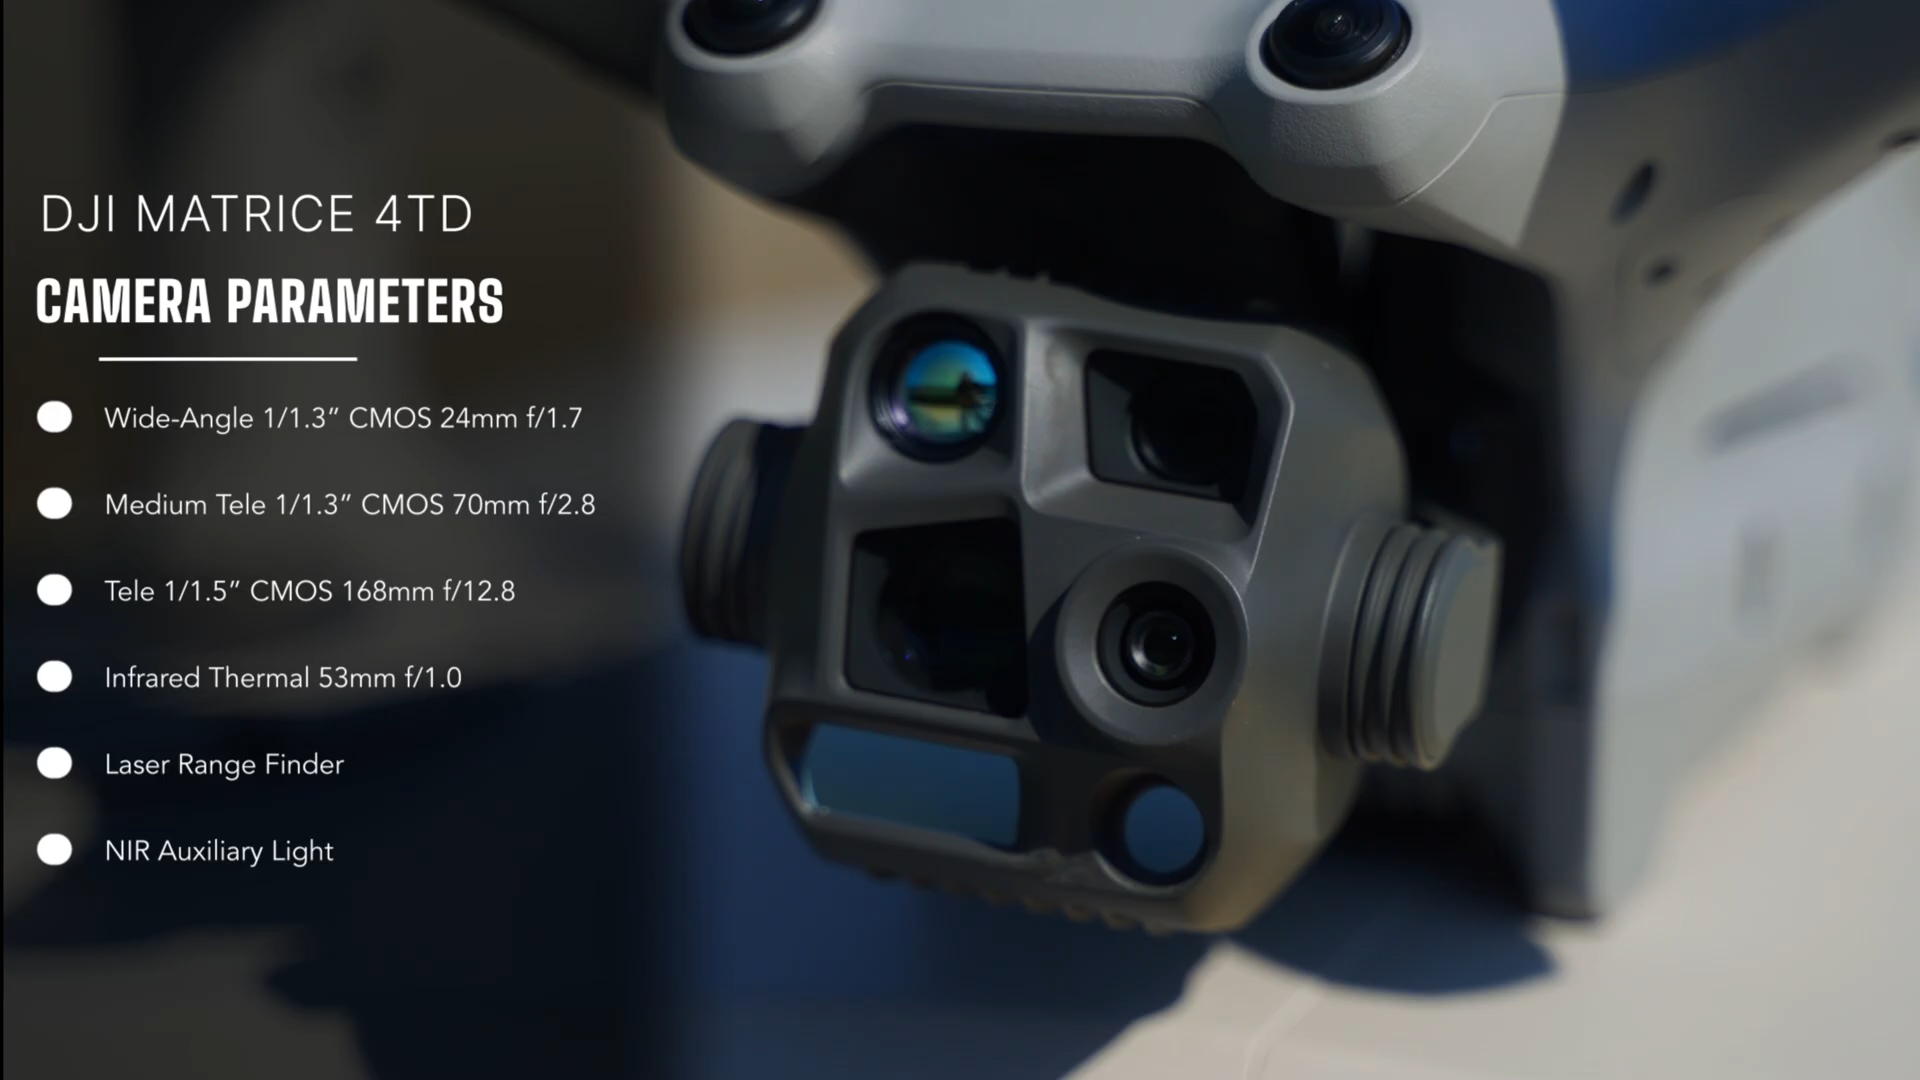 DJI MATRICE 4TD
CAMERA PARAMETERS
Wide-Angle 1/1.3” CMOS 24mm f/1.7
Medium Tele 1/1.3” CMOS 70mm f/2.8
Tele 1/1.5” CMOS 168mm f/12.8
Infrared Thermal 53mm f/1.0
Laser Range Finder
NIR Auxiliary Light